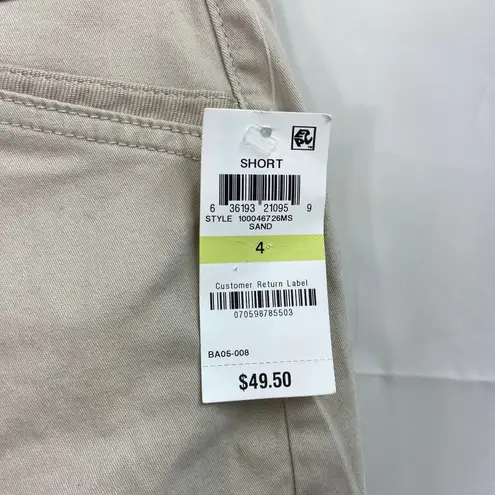 SHORT
6 36193 21095 9
STYLE 100046726MS
SAND
4
Customer Return Label
070598785503
BA05-008
$49.50